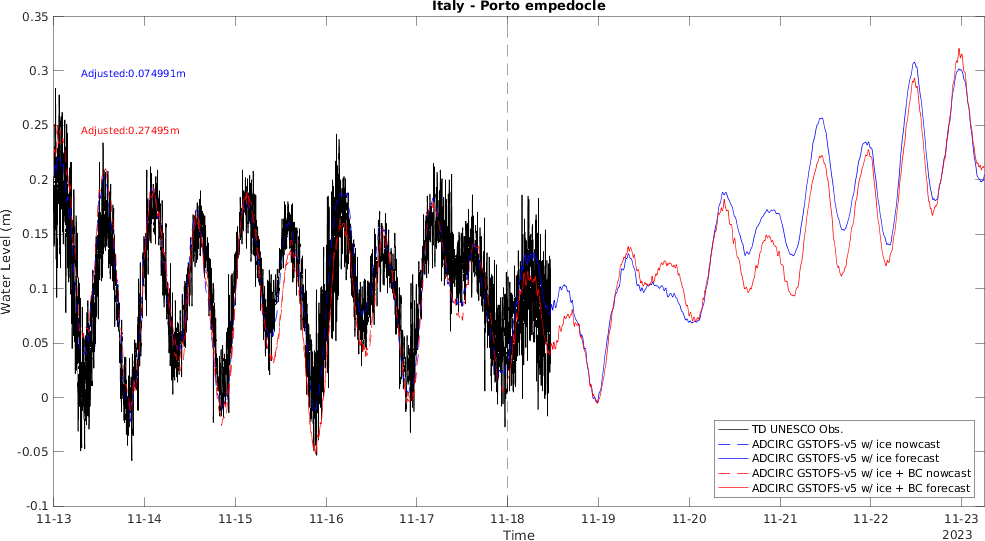 Italy - Porto empedocle
0.35
0.3
0.25
0.2
0.15
0.1
0.05
0
-0.05
-0.1
Water Level (m)
Adjusted:0.074991m
Adjusted:0.27495m
TD UNESCO Obs.
ADCIRC GSTOFS-v5 w/ ice nowcast
ADCIRC GSTOFS-v5 w/ ice forecast
ADCIRC GSTOFS-v5 w/ ice + BC nowcast
ADCIRC GSTOFS-v5 w/ ice + BC forecast
11-13 11-14 11-15 11-16 11-17 11-18 11-19 11-20 11-21 11-22 11-23
Time
2023